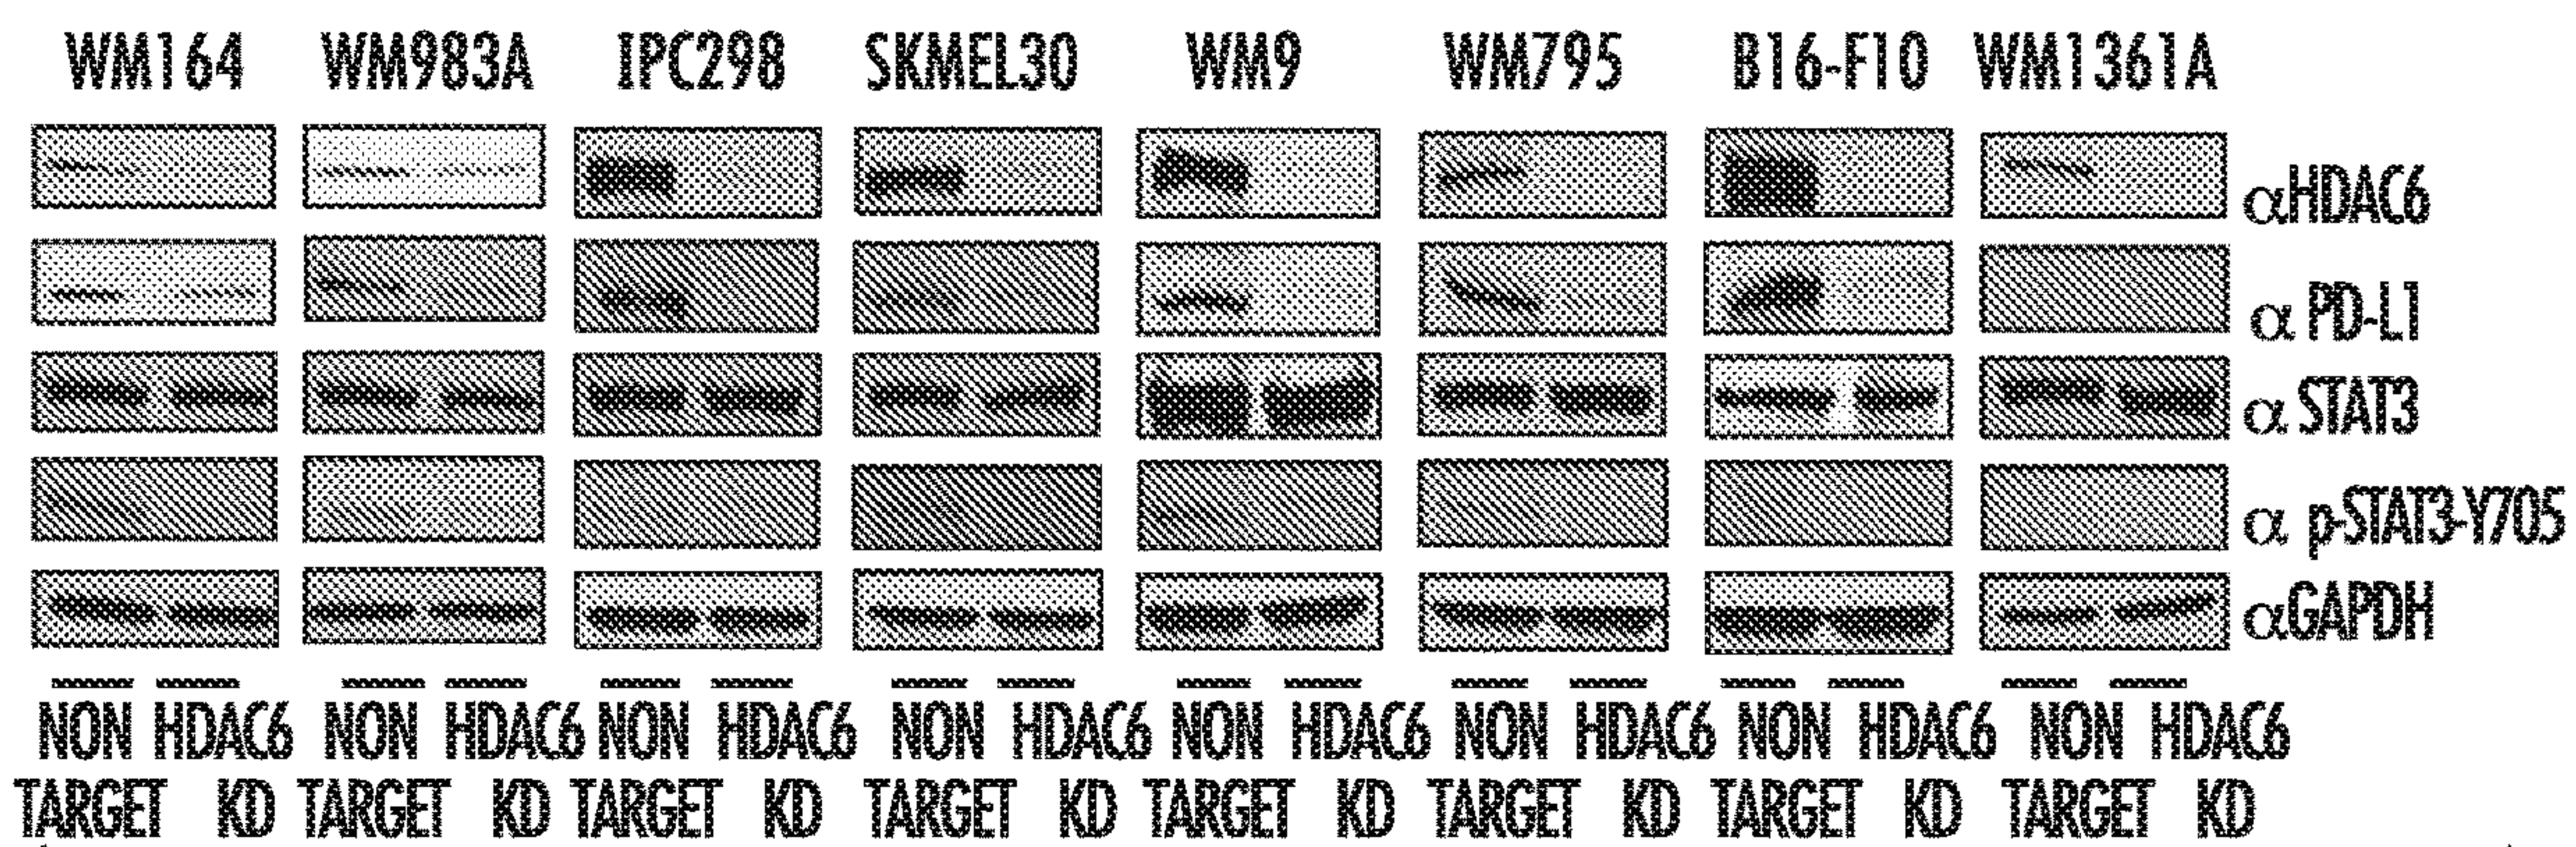 WM164 WM983A IPC298 SKMEL30 WM9 WM795 B16-F10 WM1361A
αHDAC6
α PD-L1
α STAT3
α p-STAT3-Y705
αGAPDH
NON HDAC6 NON HDAC6 NON HDAC6 NON HDAC6 NON HDAC6 NON HDAC6 NON HDAC6 NON HDAC6
TARGET KD TARGET KD TARGET KD TARGET KD TARGET KD TARGET KD TARGET KD TARGET KD